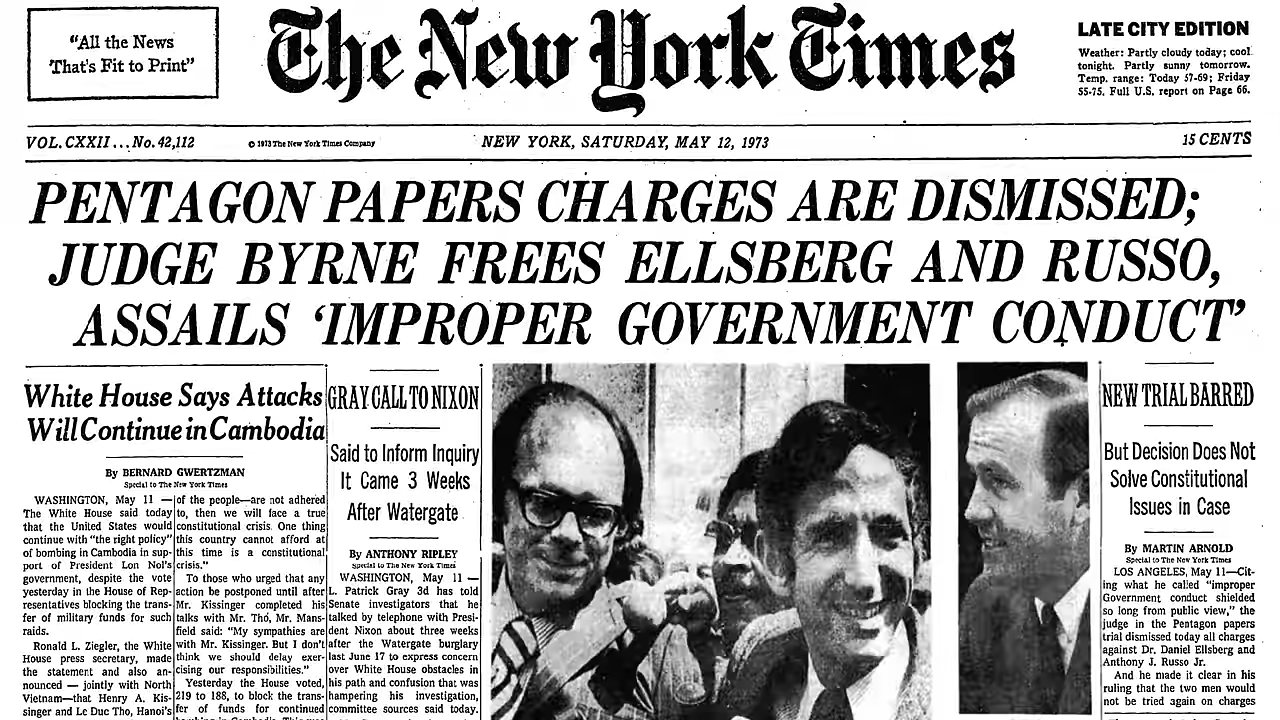 "All the News
That's Fit to Print"
The New York Times
LATE CITY EDITION
Weather: Partly cloudy today; cool
tonight. Partly sunny tomorrow.
Temp. range: Today 57-69; Friday
55-75. Full U.S. report on Page 66.
VOL. CXXII... No. 42,112
© 1973 The New York Times Company
NEW YORK, SATURDAY, MAY 12, 1973
15 CENTS
PENTAGON PAPERS CHARGES ARE DISMISSED;
JUDGE BYRNE FREES ELLSBERG AND RUSSO,
ASSAILS 'IMPROPER GOVERNMENT CONDUCT'
White House Says Attacks
Will Continue in Cambodia
By BERNARD GWERTZMAN
Special to The New York Times
WASHINGTON, May 11 —
The White House said today
that the United States would
continue with "the right policy"
of bombing in Cambodia in sup-
port of President Lon Nol's
government, despite the vote
yesterday in the House of Rep-
resentatives blocking the trans-
fer of military funds for such
raids.
Ronald L. Ziegler, the White
House press secretary, made
the statement and also an-
nounced — jointly with North
Vietnam—that Henry A. Kis-
singer and Le Duc Tho, Hanoi's
of the people—are not adhered
to, then we will face a true
constitutional crisis. One thing
this country cannot afford at
this time is a constitutional
crisis."
To those who urged that any
action be postponed until after
Mr. Kissinger completed his
talks with Mr. Tho, Mr. Mans-
field said: "My sympathies are
with Mr. Kissinger. But I don't
think we should delay exer-
cising our responsibilities."
Yesterday the House voted,
219 to 188, to block the trans-
fer of funds for continued
GRAY CALL TO NIXON
Said to Inform Inquiry
It Came 3 Weeks
After Watergate
By ANTHONY RIPLEY
Special to The New York Times
WASHINGTON, May 11 —
L. Patrick Gray 3d has told
Senate investigators that he
talked by telephone with Presi-
dent Nixon about three weeks
after the Watergate burglary
last June 17 to express concern
over White House obstacles in
his path and confusion that was
hampering his investigation,
committee sources said today.
NEW TRIAL BARRED
But Decision Does Not
Solve Constitutional
Issues in Case
By MARTIN ARNOLD
Special to The New York Times
LOS ANGELES, May 11—Cit-
ing what he called "improper
Government conduct shielded
so long from public view," the
judge in the Pentagon papers
trial dismissed today all charges
against Dr. Daniel Ellsberg and
Anthony J. Russo Jr.
And he made it clear in his
ruling that the two men would
not be tried again on charges